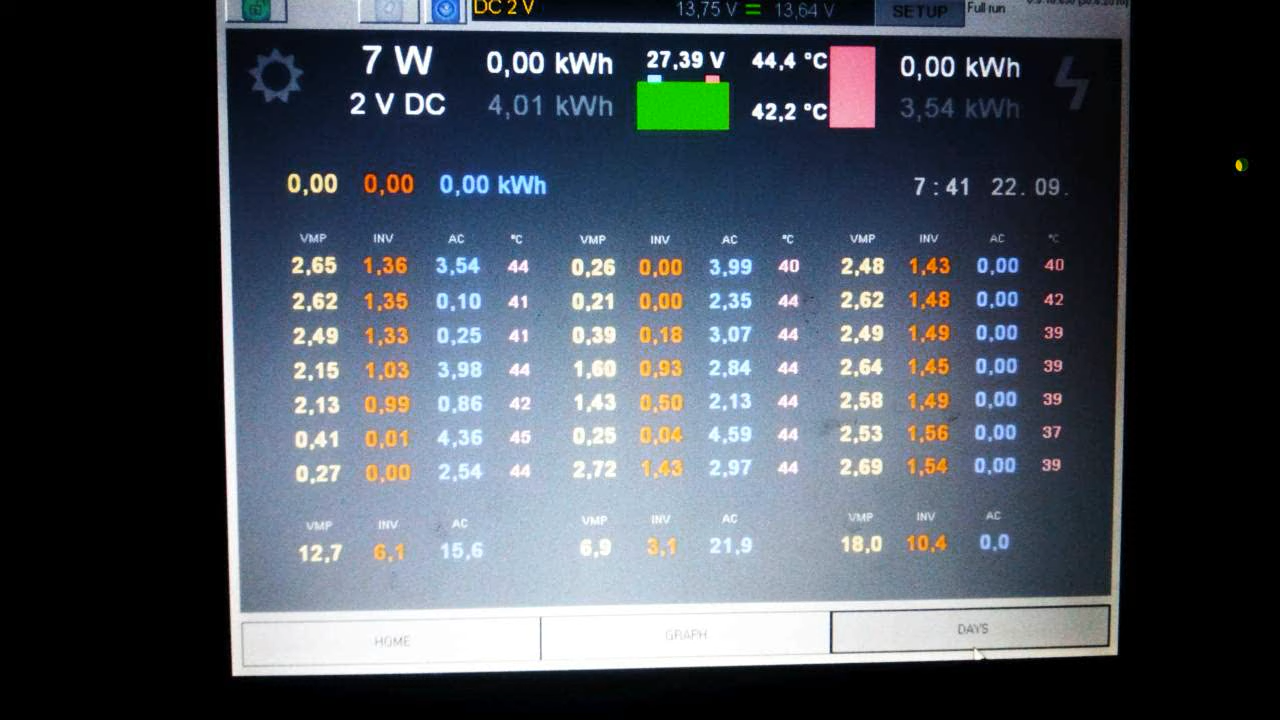 DC 2 V 13,75 V = 13,64 V SETUP Full run
7 W 0,00 kWh 27,39 V 44,4 °C 0,00 kWh
2 V DC 4,01 kWh 42,2 °C 3,54 kWh
0,00 0,00 0,00 kWh 7:41 22. 09.
VMP INV AC °C VMP INV AC °C VMP INV AC °C
2,65 1,36 3,54 44 0,26 0,00 3,99 40 2,48 1,43 0,00 40
2,62 1,35 0,10 41 0,21 0,00 2,35 44 2,62 1,48 0,00 42
2,49 1,33 0,25 41 0,39 0,18 3,07 44 2,49 1,49 0,00 39
2,15 1,03 3,98 44 1,60 0,93 2,84 44 2,64 1,45 0,00 39
2,13 0,99 0,86 42 1,43 0,50 2,13 44 2,58 1,49 0,00 39
0,41 0,01 4,36 45 0,25 0,04 4,59 44 2,53 1,56 0,00 37
0,27 0,00 2,54 44 2,72 1,43 2,97 44 2,69 1,54 0,00 39
VMP INV AC VMP INV AC VMP INV AC
12,7 6,1 15,6 6,9 3,1 21,9 18,0 10,4 0,0
HOME GRAPH DAYS